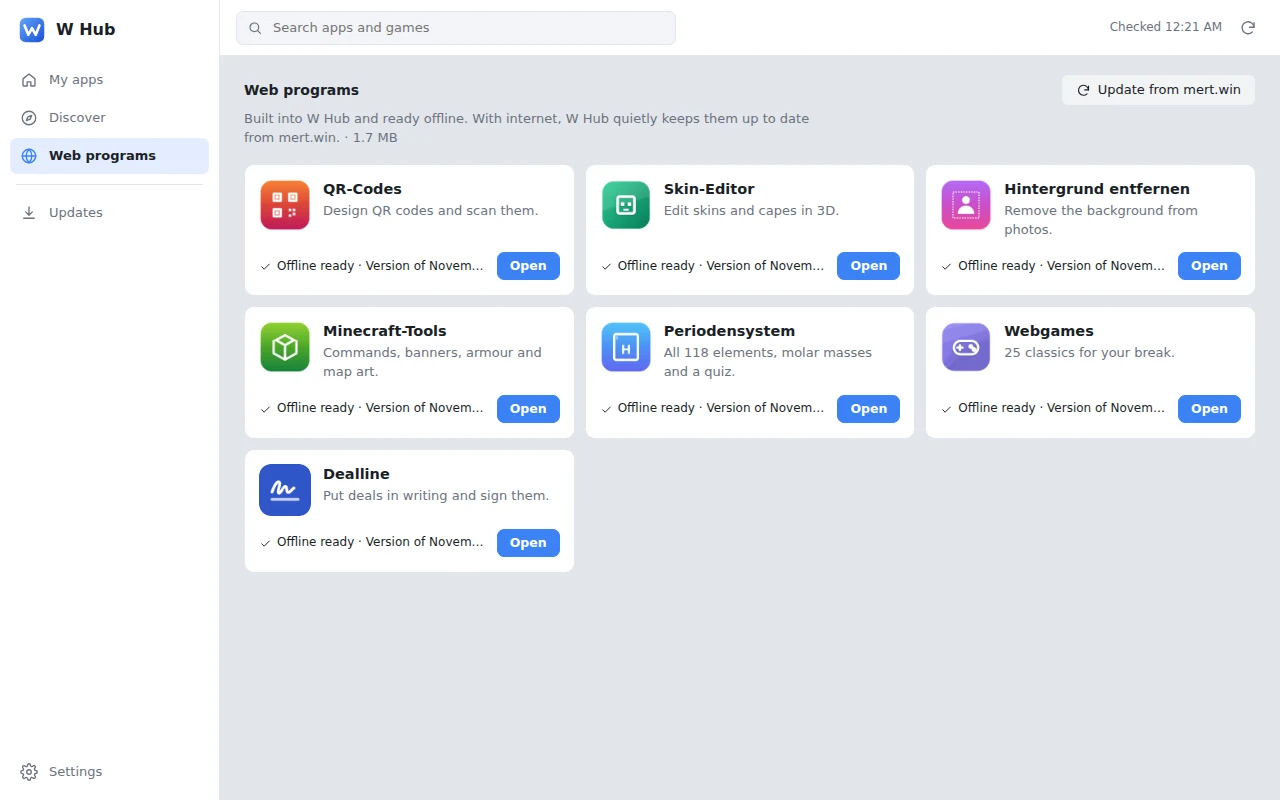 W Hub
Search apps and games
Checked 12:21 AM
My apps
Discover
Web programs
Updates
Settings
Web programs
Update from mert.win
Built into W Hub and ready offline. With internet, W Hub quietly keeps them up to date
from mert.win. · 1.7 MB
QR-Codes
Design QR codes and scan them.
Offline ready · Version of Novem…
Open
Skin-Editor
Edit skins and capes in 3D.
Offline ready · Version of Novem…
Open
Hintergrund entfernen
Remove the background from
photos.
Offline ready · Version of Novem…
Open
Minecraft-Tools
Commands, banners, armour and
map art.
Offline ready · Version of Novem…
Open
Periodensystem
All 118 elements, molar masses
and a quiz.
Offline ready · Version of Novem…
Open
H
Webgames
25 classics for your break.
Offline ready · Version of Novem…
Open
Dealline
Put deals in writing and sign them.
Offline ready · Version of Novem…
Open